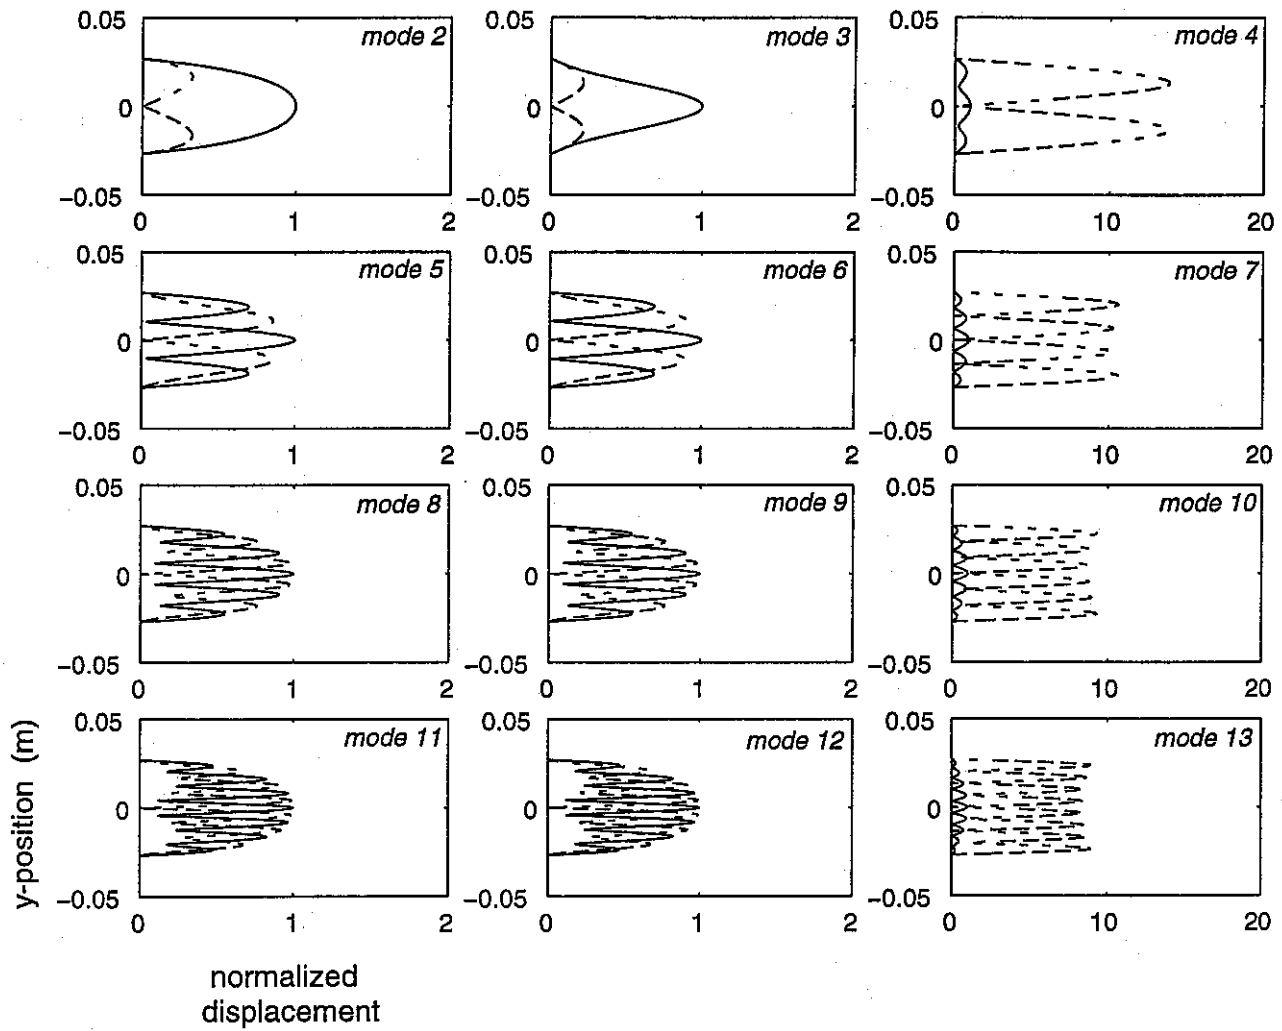 0.05 mode 2 0.05 mode 3 0.05 mode 4
0 0 0
−0.05 −0.05 −0.05
0 1 2 0 1 2 0 10 20
0.05 mode 5 0.05 mode 6 0.05 mode 7
0 0 0
−0.05 −0.05 −0.05
0 1 2 0 1 2 0 10 20
0.05 mode 8 0.05 mode 9 0.05 mode 10
0 0 0
−0.05 −0.05 −0.05
0 1 2 0 1 2 0 10 20
0.05 mode 11 0.05 mode 12 0.05 mode 13
0 0 0
−0.05 −0.05 −0.05
0 1 2 0 1 2 0 10 20
y-position (m)
normalized
displacement